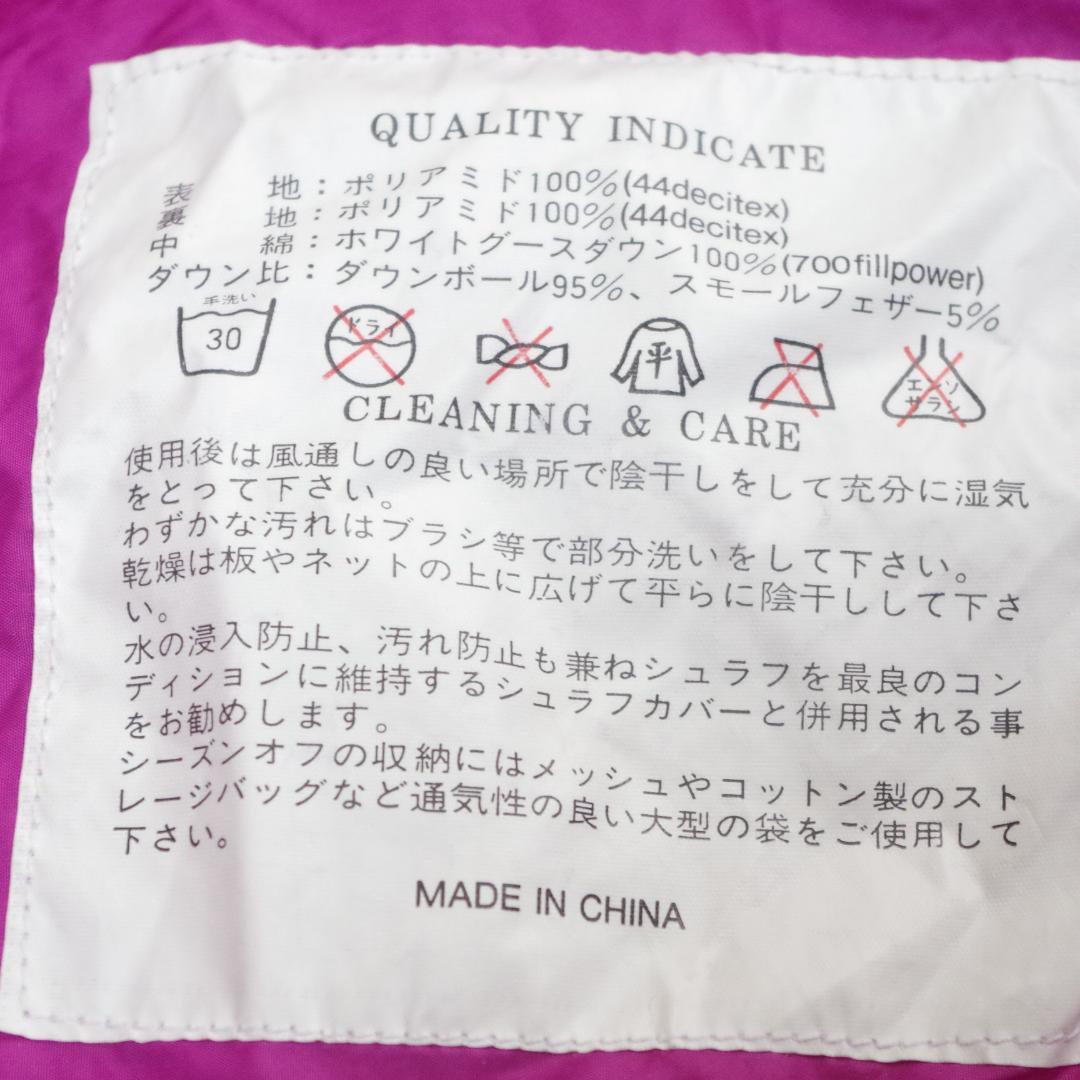 QUALITY INDICATE
表 地：ポリアミド100%(44decitex)
裏 地：ポリアミド100%(44decitex)
中 綿：ホワイトグースダウン100%(700fillpower)
ダウン比：ダウンボール95%、スモールフェザー5%
手洗い
30
ドライ
平
エンソ
サラシ
CLEANING & CARE
使用後は風通しの良い場所で陰干しをして充分に湿気
をとって下さい。
わずかな汚れはブラシ等で部分洗いをして下さい。
乾燥は板やネットの上に広げて平らに陰干しして下さ
い。
水の浸入防止、汚れ防止も兼ねシュラフを最良のコン
ディションに維持するシュラフカバーと併用される事
をお勧めします。
シーズンオフの収納にはメッシュやコットン製のスト
レージバッグなど通気性の良い大型の袋をご使用して
下さい。
MADE IN CHINA